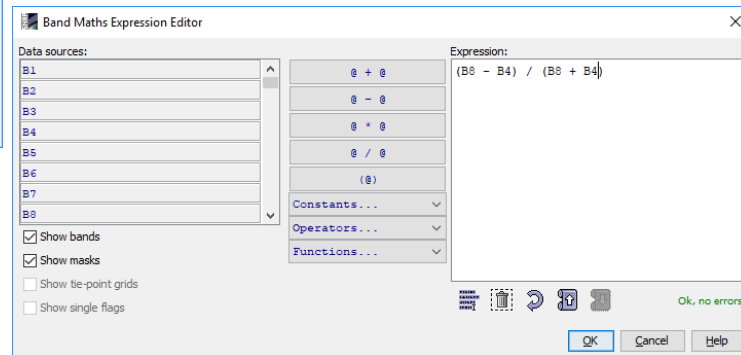 Band Maths Expression Editor
Data sources:
B1
B2
B3
B4
B5
B6
B7
B8
Show bands
Show masks
Show tie-point grids
Show single flags
@ + @
@ - @
@ * @
@ / @
(@)
Constants...
Operators...
Functions...
Expression:
(B8 - B4) / (B8 + B4)
Ok, no errors
OK
Cancel
Help